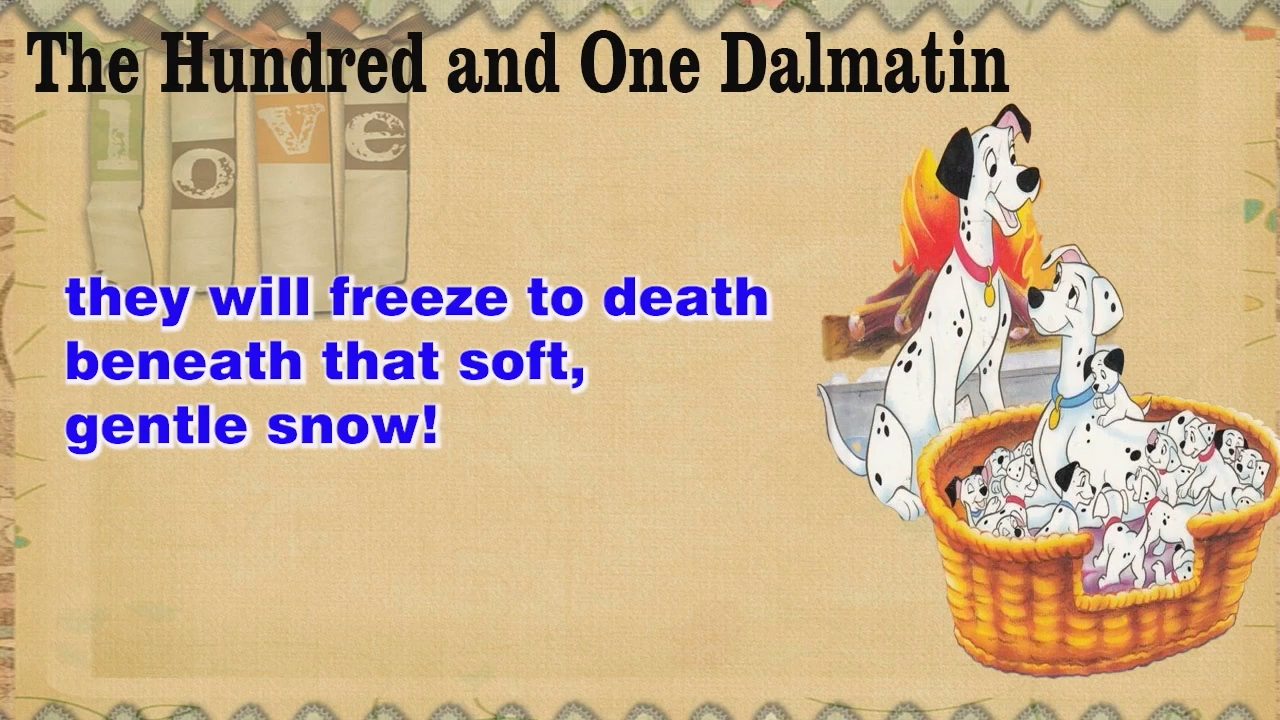 The Hundred and One Dalmatin
love
they will freeze to death
beneath that soft,
gentle snow!